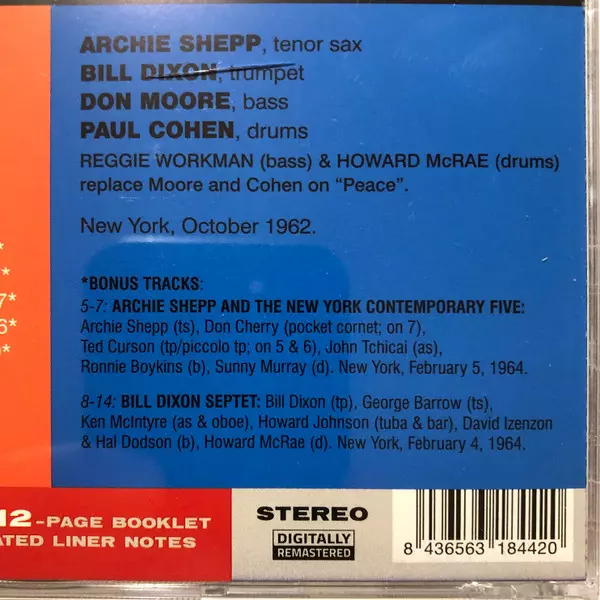 ARCHIE SHEPP, tenor sax
BILL DIXON, trumpet
DON MOORE, bass
PAUL COHEN, drums
REGGIE WORKMAN (bass) & HOWARD McRAE (drums)
replace Moore and Cohen on “Peace”.
New York, October 1962.
*
*
7*
6*
*
*BONUS TRACKS:
5-7: ARCHIE SHEPP AND THE NEW YORK CONTEMPORARY FIVE:
Archie Shepp (ts), Don Cherry (pocket cornet; on 7),
Ted Curson (tp/piccolo tp; on 5 & 6), John Tchicai (as),
Ronnie Boykins (b), Sunny Murray (d). New York, February 5, 1964.
8-14: BILL DIXON SEPTET: Bill Dixon (tp), George Barrow (ts),
Ken McIntyre (as & oboe), Howard Johnson (tuba & bar), David Izenzon
& Hal Dodson (b), Howard McRae (d). New York, February 4, 1964.
12-PAGE BOOKLET
ATED LINER NOTES
STEREO
DIGITALLY
REMASTERED
8 436563 184420